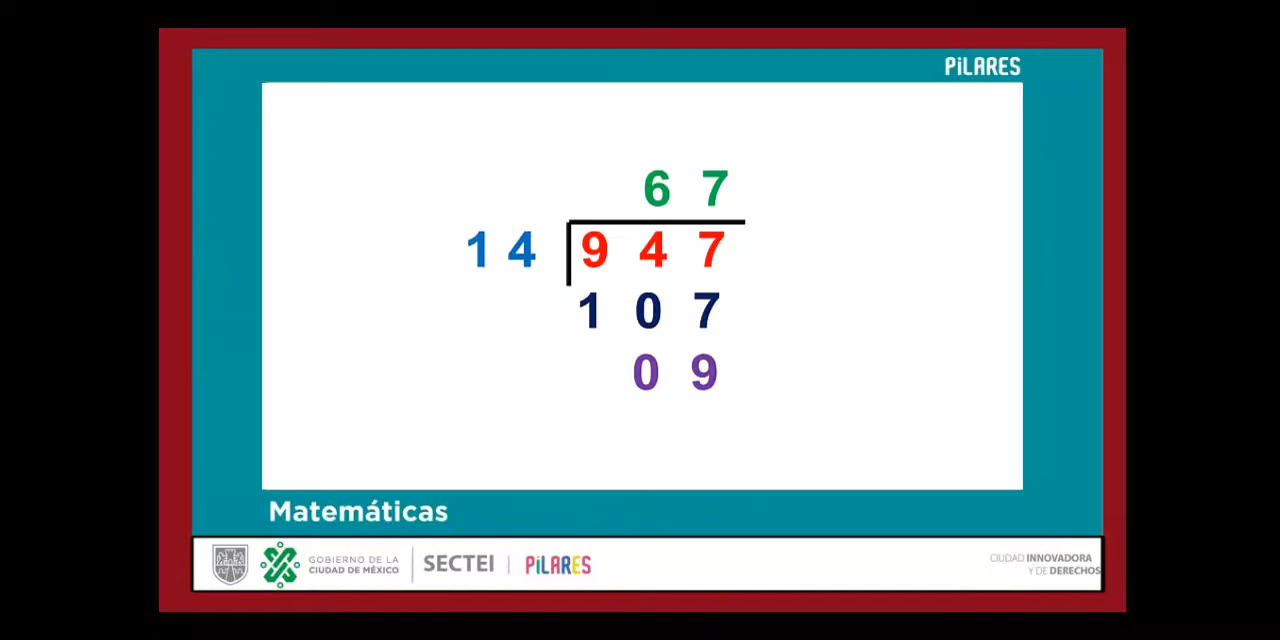 PiLARES
6 7
14 9 4 7
1 0 7
0 9
Matemáticas
GOBIERNO DE LA
CIUDAD DE MÉXICO
SECTEI
PiLARES
CIUDAD INNOVADORA
Y DE DERECHOS